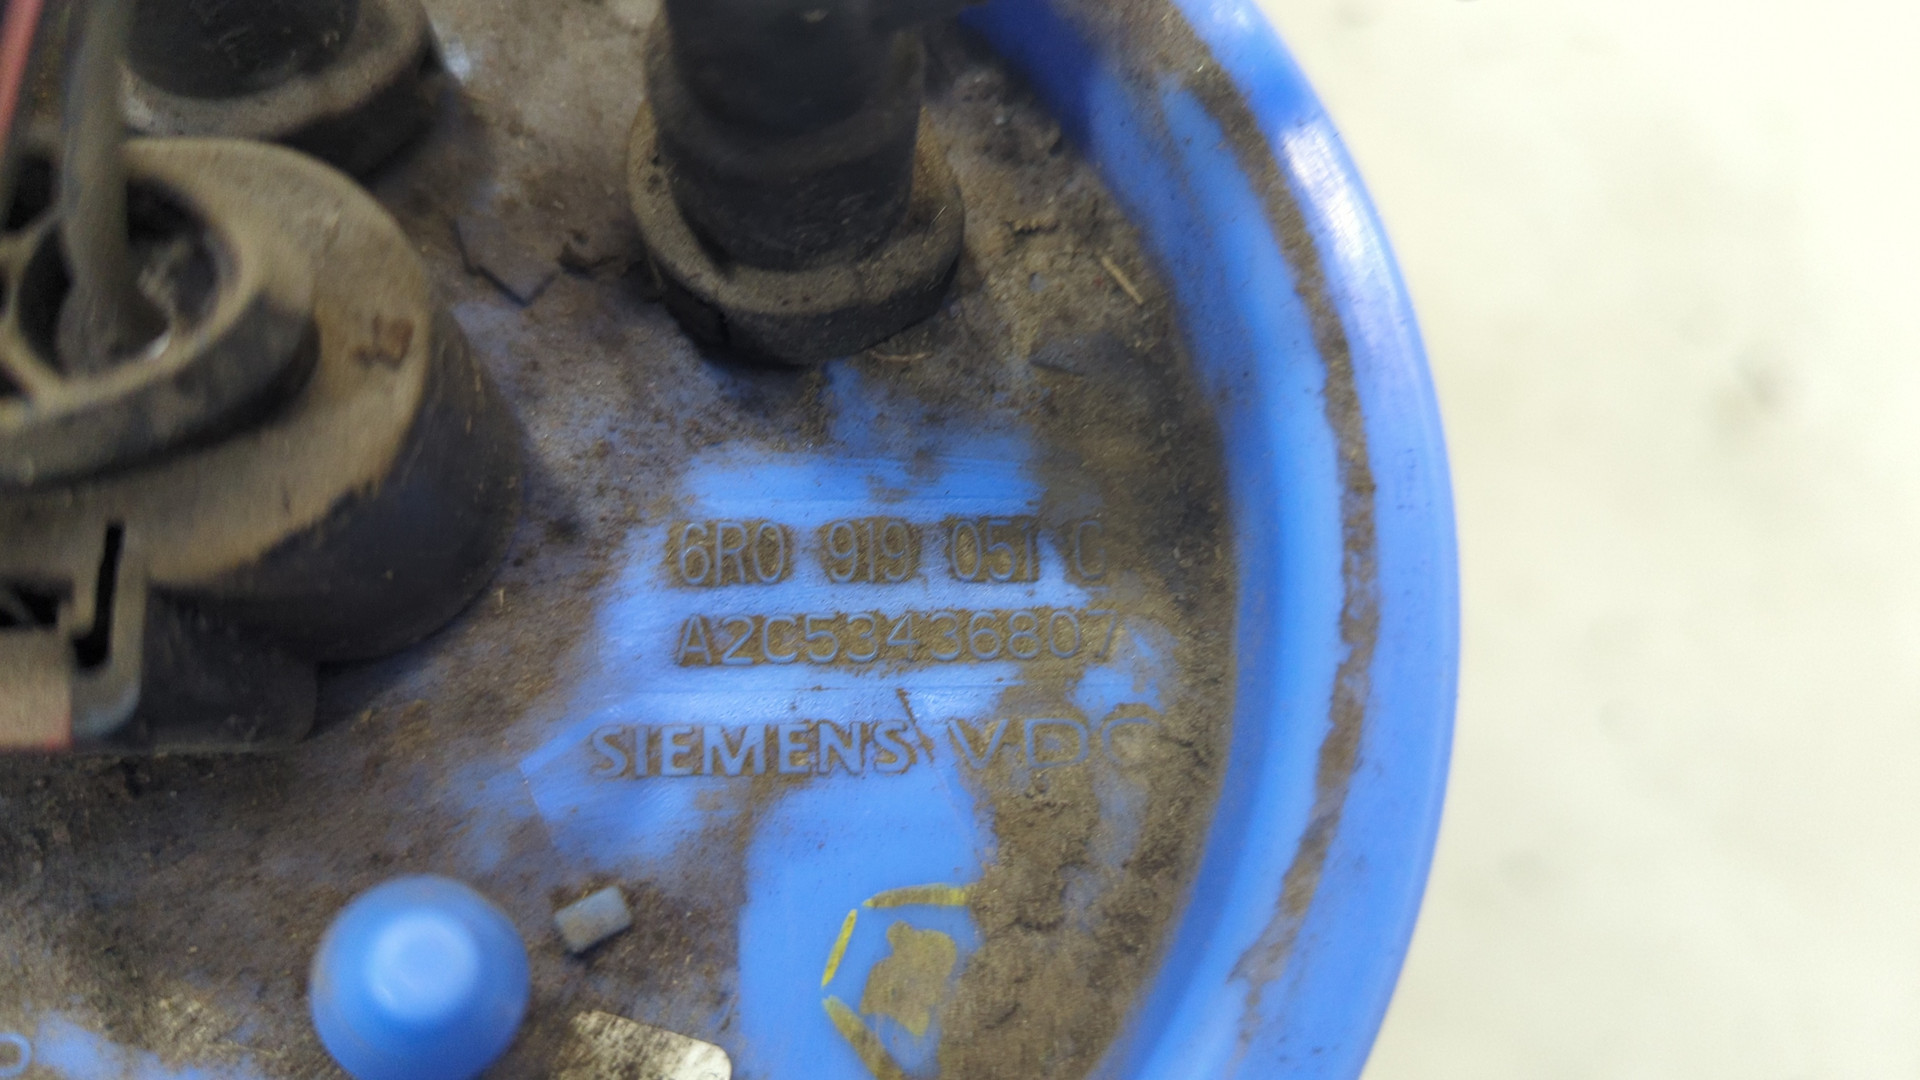 6R0 919 051
A2C53436807
SIEMENS VDO